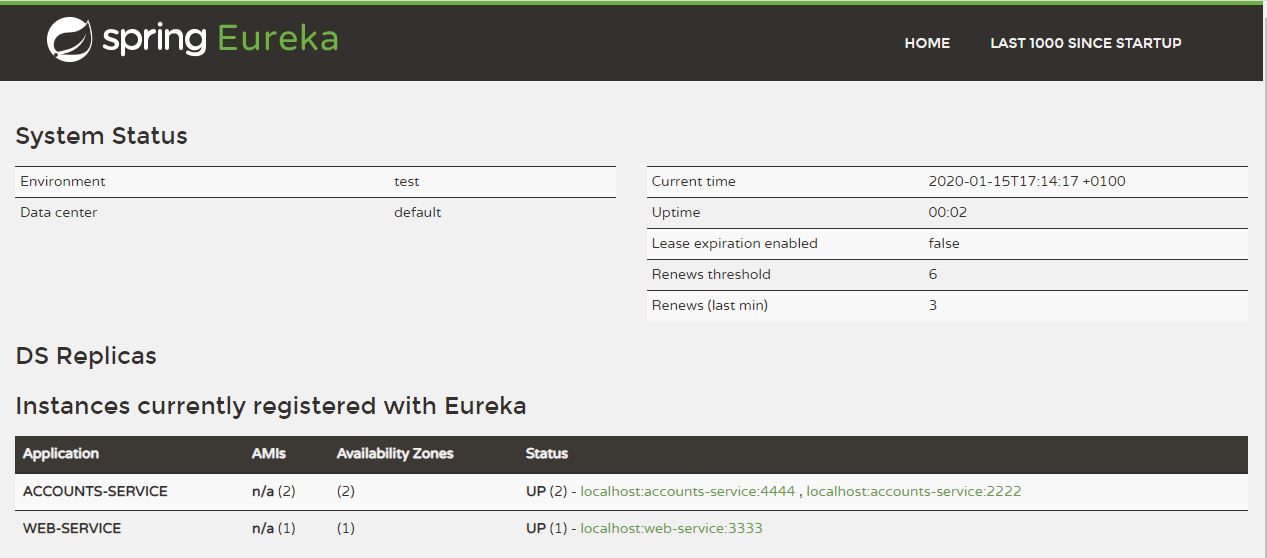 spring Eureka
HOME LAST 1000 SINCE STARTUP
System Status
Environment test
Data center default
Current time 2020-01-15T17:14:17 +0100
Uptime 00:02
Lease expiration enabled false
Renews threshold 6
Renews (last min) 3
DS Replicas
Instances currently registered with Eureka
Application AMIs Availability Zones Status
ACCOUNTS-SERVICE n/a (2) (2) UP (2) - localhost:accounts-service:4444 , localhost:accounts-service:2222
WEB-SERVICE n/a (1) (1) UP (1) - localhost:web-service:3333